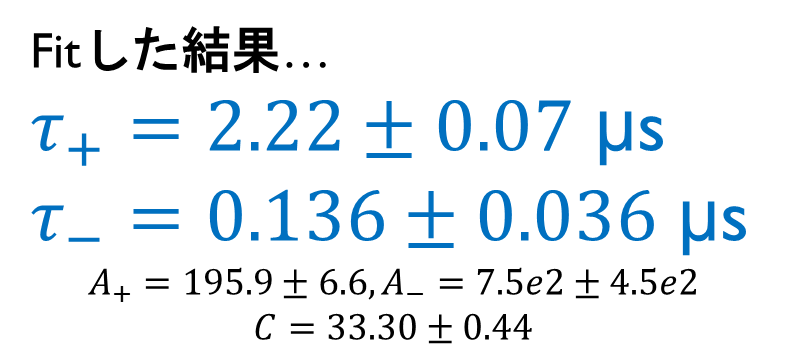 Fitした結果…
τ₊ = 2.22 ± 0.07 μs
τ₋ = 0.136 ± 0.036 μs
A₊ = 195.9 ± 6.6, A₋ = 7.5e2 ± 4.5e2
C = 33.30 ± 0.44